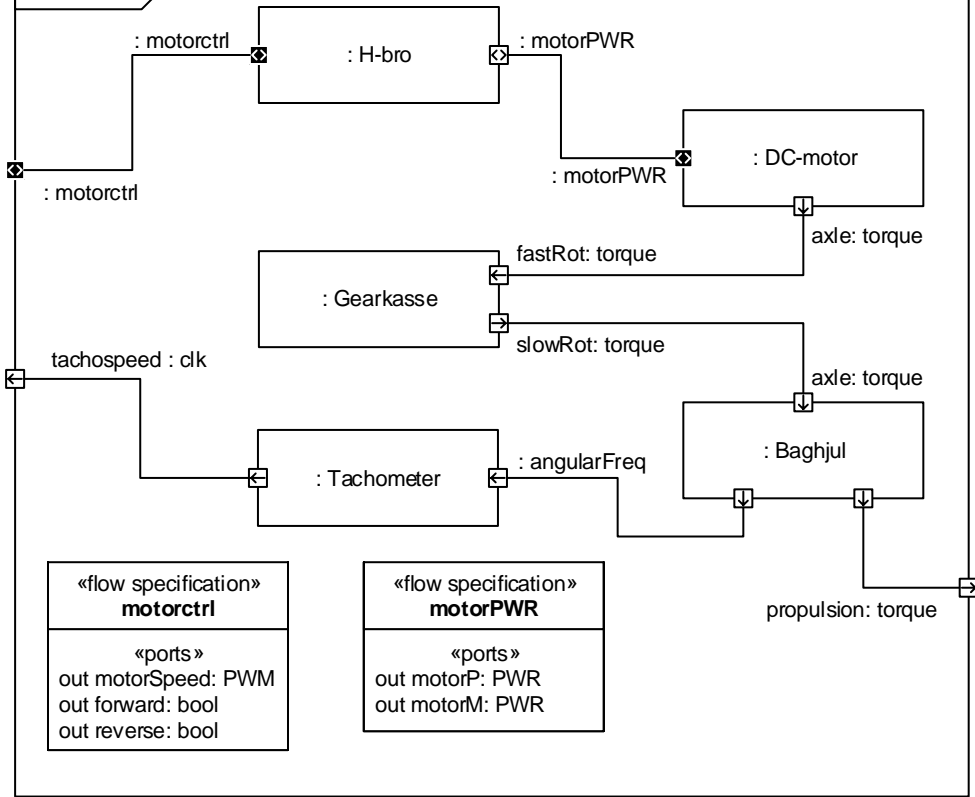 : motorctrl
: H-bro
: motorPWR
: DC-motor
: motorPWR
: motorctrl
axle: torque
fastRot: torque
: Gearkasse
slowRot: torque
tachospeed : clk
axle: torque
: Baghjul
: angularFreq
: Tachometer
«flow specification»
motorctrl
«ports»
out motorSpeed: PWM
out forward: bool
out reverse: bool
«flow specification»
motorPWR
«ports»
out motorP: PWR
out motorM: PWR
propulsion: torque